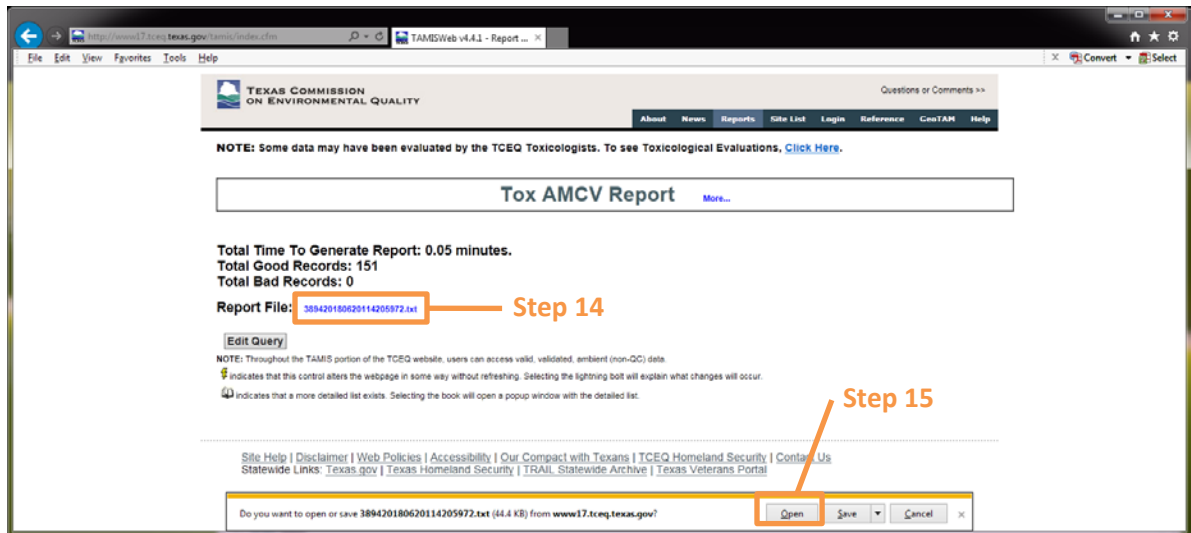 http://www17.tceq.texas.gov/tamis/index.cfm
TAMISWeb v4.4.1 - Report ... ×
File Edit View Favorites Tools Help
x Convert Select
TEXAS COMMISSION
ON ENVIRONMENTAL QUALITY
Questions or Comments >>
About News Reports Site List Login Reference GeoTAM Help
NOTE: Some data may have been evaluated by the TCEQ Toxicologists. To see Toxicological Evaluations, Click Here.
Tox AMCV Report More...
Total Time To Generate Report: 0.05 minutes.
Total Good Records: 151
Total Bad Records: 0
Report File: 389420180620114205972.txt Step 14
Edit Query
NOTE: Throughout the TAMIS portion of the TCEQ website, users can access valid, validated, ambient (non-QC) data.
indicates that this control alters the webpage in some way without refreshing. Selecting the lightning bolt will explain what changes will occur.
indicates that a more detailed list exists. Selecting the book will open a popup window with the detailed list.
Step 15
Site Help | Disclaimer | Web Policies | Accessibility | Our Compact with Texans | TCEQ Homeland Security | Contact Us
Statewide Links: Texas.gov | Texas Homeland Security | TRAIL Statewide Archive | Texas Veterans Portal
Do you want to open or save 389420180620114205972.txt (44.4 KB) from www17.tceq.texas.gov? Open Save Cancel ×